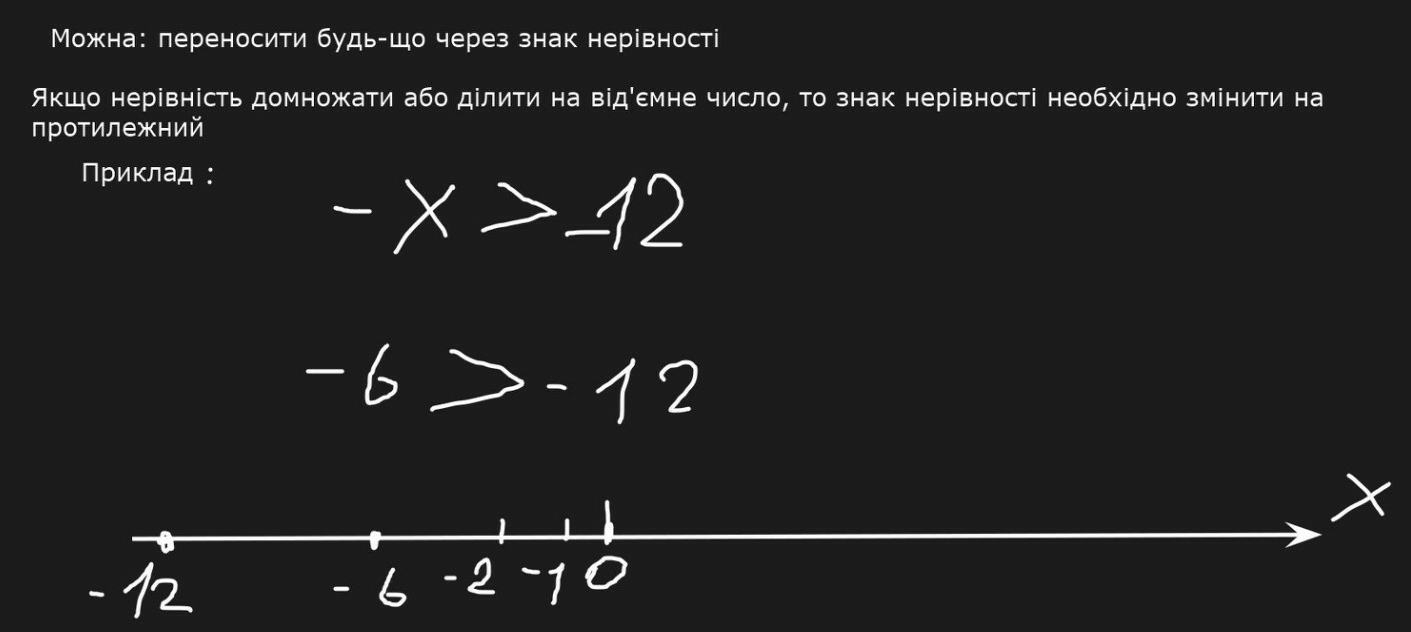 Можна: переносити будь-що через знак нерівності
Якщо нерівність домножати або ділити на від'ємне число, то знак нерівності необхідно змінити на
протилежний
Приклад :
-x > -12
-6 > -12
x
-12 -6 -2 -1 0